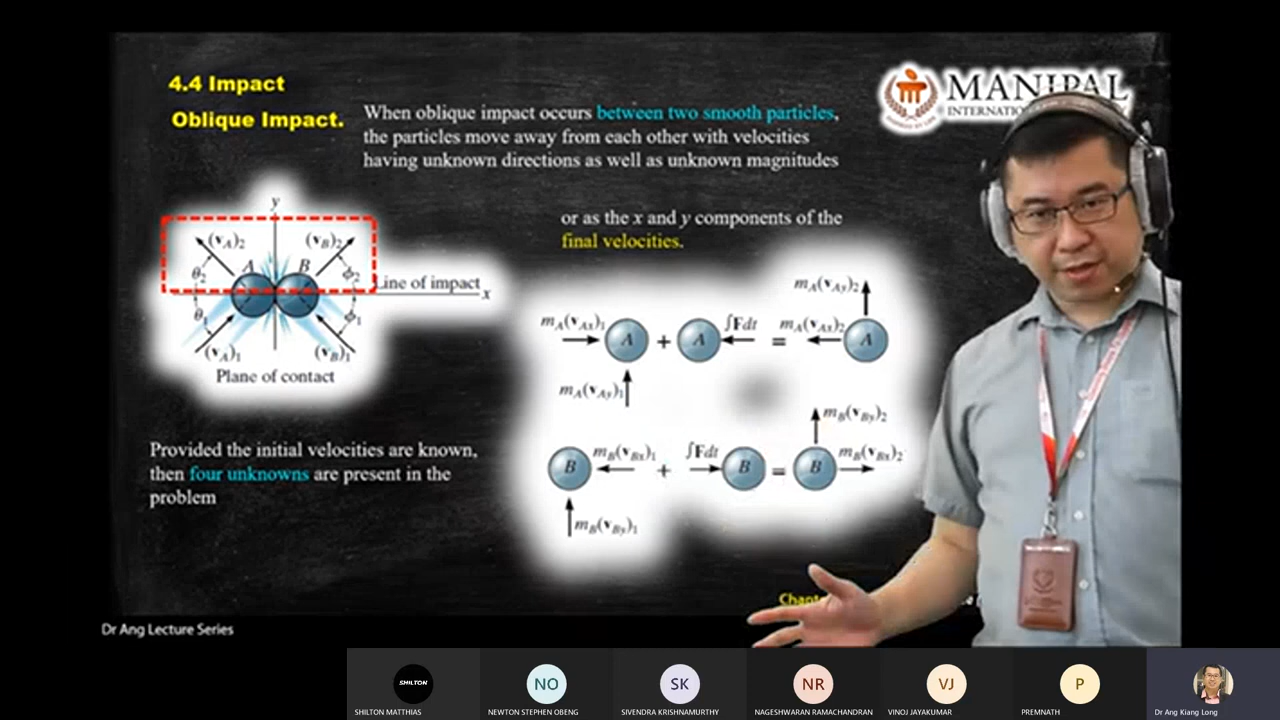 4.4 Impact
Oblique Impact.
When oblique impact occurs between two smooth particles,
the particles move away from each other with velocities
having unknown directions as well as unknown magnitudes
MANIPAL
or as the x and y components of the
final velocities.
y
(vA)2
(vB)2
θ2
A
B
ϕ2
Line of impact
x
ϕ1
(vA)1
(vB)1
Plane of contact
mA(vAy)2
mA(vAx)1
A
+
A
∫Fdt
=
mA(vAx)2
A
mA(vAy)1
mB(vBy)2
B
mB(vBx)1
+
∫Fdt
B
=
B
mB(vBx)2
mB(vBy)1
Provided the initial velocities are known,
then four unknowns are present in the
problem
Dr Ang Lecture Series
SHILTON
NO
SK
NR
VJ
P
SHILTON MATTHIAS
NEWTON STEPHEN OBENG
SIVENDRA KRISHNAMURTHY
NAGESHWARAN RAMACHANDRAN
VINOJ JAYAKUMAR
PREMNATH
Dr Ang Kiang Long